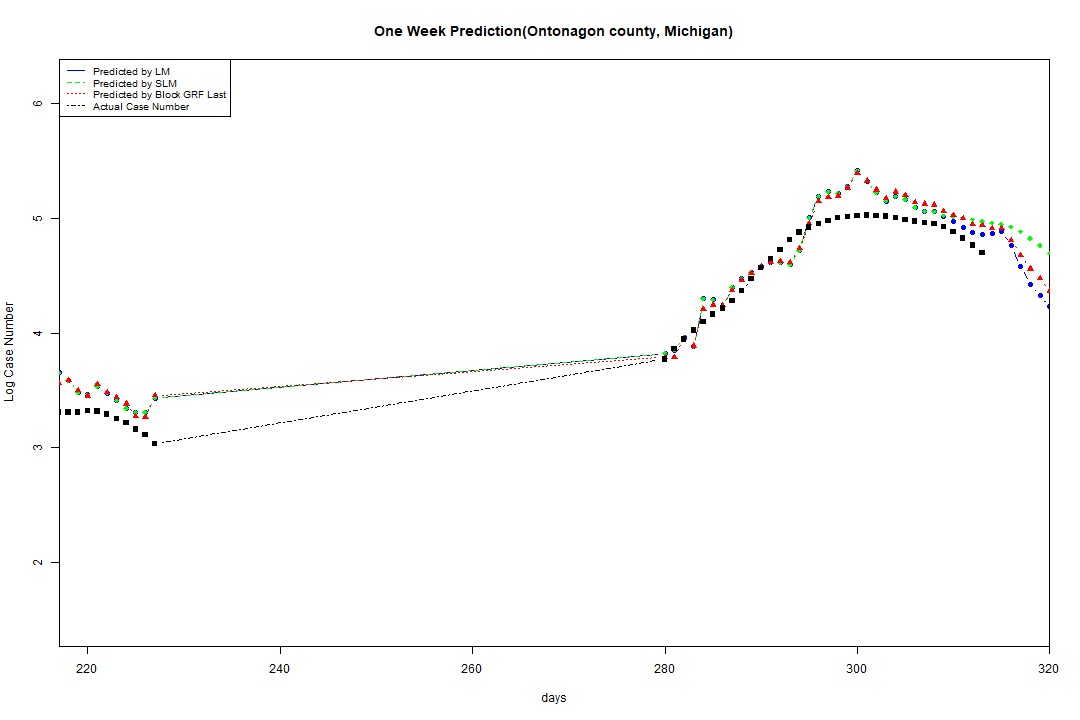 One Week Prediction(Ontonagon county, Michigan)
Predicted by LM
Predicted by SLM
Predicted by Block GRF Last
Actual Case Number
6
5
4
3
2
Log Case Number
220 240 260 280 300 320
days